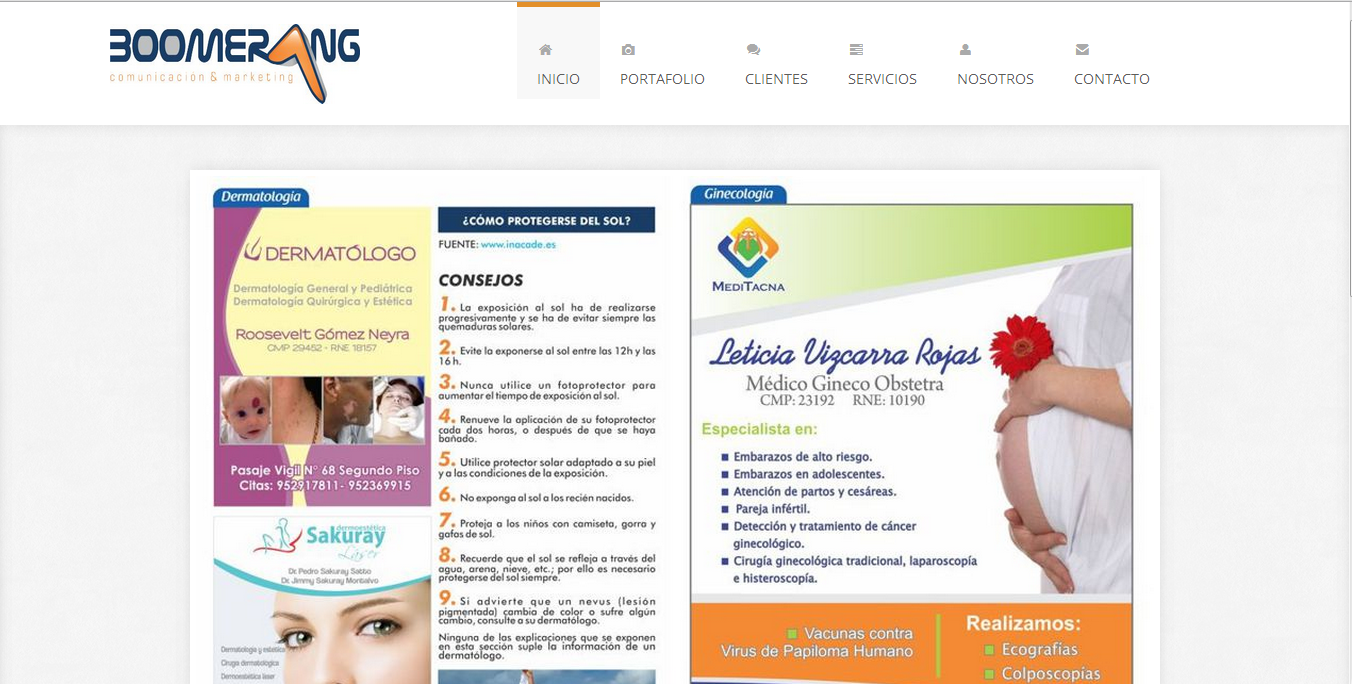 BOOMERANG
comunicación & marketing
INICIO
PORTAFOLIO
CLIENTES
SERVICIOS
NOSOTROS
CONTACTO
Dermatología
DERMATÓLOGO
Dermatología General y Pediátrica
Dermatología Quirúrgica y Estética
Roosevelt Gómez Neyra
CMP 29452 - RNE 18157
Pasaje Vigil N° 68 Segundo Piso
Citas: 952917811- 952369915
dermoestética
Sakuray
Láser
Dr. Pedro Sakuray Satto
Dr. Jimmy Sakuray Montalvo
Dermatología y estética
Cirugía dermatológica
Dermoestética láser
¿CÓMO PROTEGERSE DEL SOL?
FUENTE: www.inacade.es
CONSEJOS
1. La exposición al sol ha de realizarse
progresivamente y se ha de evitar siempre las
quemaduras solares.
2. Evite la exponerse al sol entre las 12h y las
16 h.
3. Nunca utilice un fotoprotector para
aumentar el tiempo de exposición al sol.
4. Renueve la aplicación de su fotoprotector
cada dos horas, o después de que se haya
bañado.
5. Utilice protector solar adaptado a su piel
y a las condiciones de la exposición.
6. No exponga al sol a los recién nacidos.
7. Proteja a los niños con camiseta, gorra y
gafas de sol.
8. Recuerde que el sol se refleja a través del
agua, arena, nieve, etc.; por ello es necesario
protegerse del sol siempre.
9. Si advierte que un nevus (lesión
pigmentada) cambia de color o sufre algún
cambio, consulte a su dermatólogo.
Ninguna de las explicaciones que se exponen
en esta sección suple la información de un
dermatólogo.
Ginecología
MEDITACNA
Leticia Vizcarra Rojas
Médico Gineco Obstetra
CMP: 23192 RNE: 10190
Especialista en:
Embarazos de alto riesgo.
Embarazos en adolescentes.
Atención de partos y cesáreas.
Pareja infértil.
Detección y tratamiento de cáncer
ginecológico.
Cirugía ginecológica tradicional, laparoscopía
e histeroscopía.
Vacunas contra
Virus de Papiloma Humano
Realizamos:
Ecografías
Colposcopías